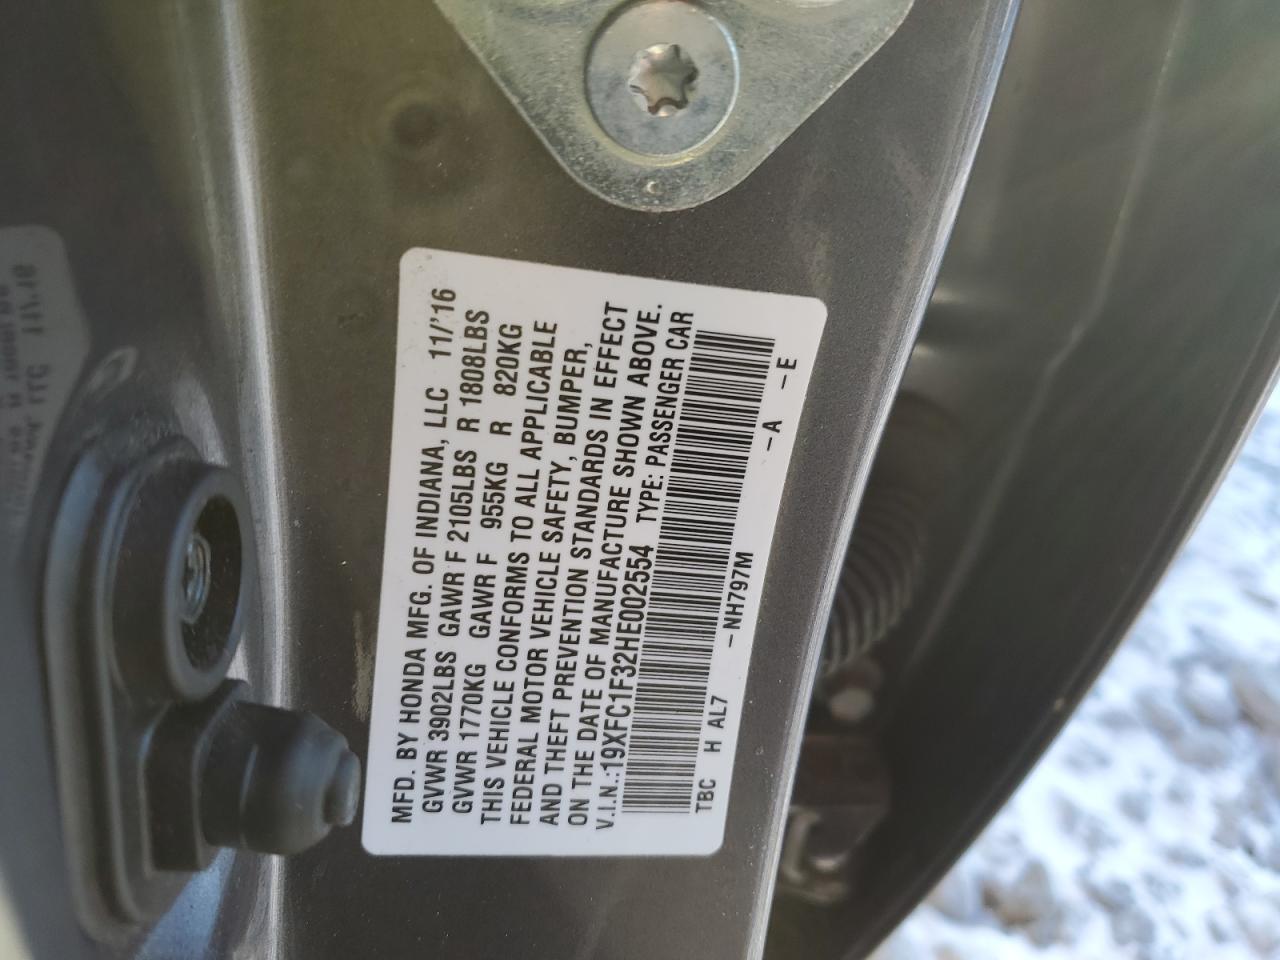 MFD. BY HONDA MFG. OF INDIANA, LLC 11/'16
GVWR 3902LBS GAWR F 2105LBS R 1808LBS
GVWR 1770KG GAWR F 955KG R 820KG
THIS VEHICLE CONFORMS TO ALL APPLICABLE
FEDERAL MOTOR VEHICLE SAFETY, BUMPER,
AND THEFT PREVENTION STANDARDS IN EFFECT
ON THE DATE OF MANUFACTURE SHOWN ABOVE.
V.I.N.:19XFC1F32HE002554 TYPE: PASSENGER CAR
TBC H AL7 -NH797M -A -E